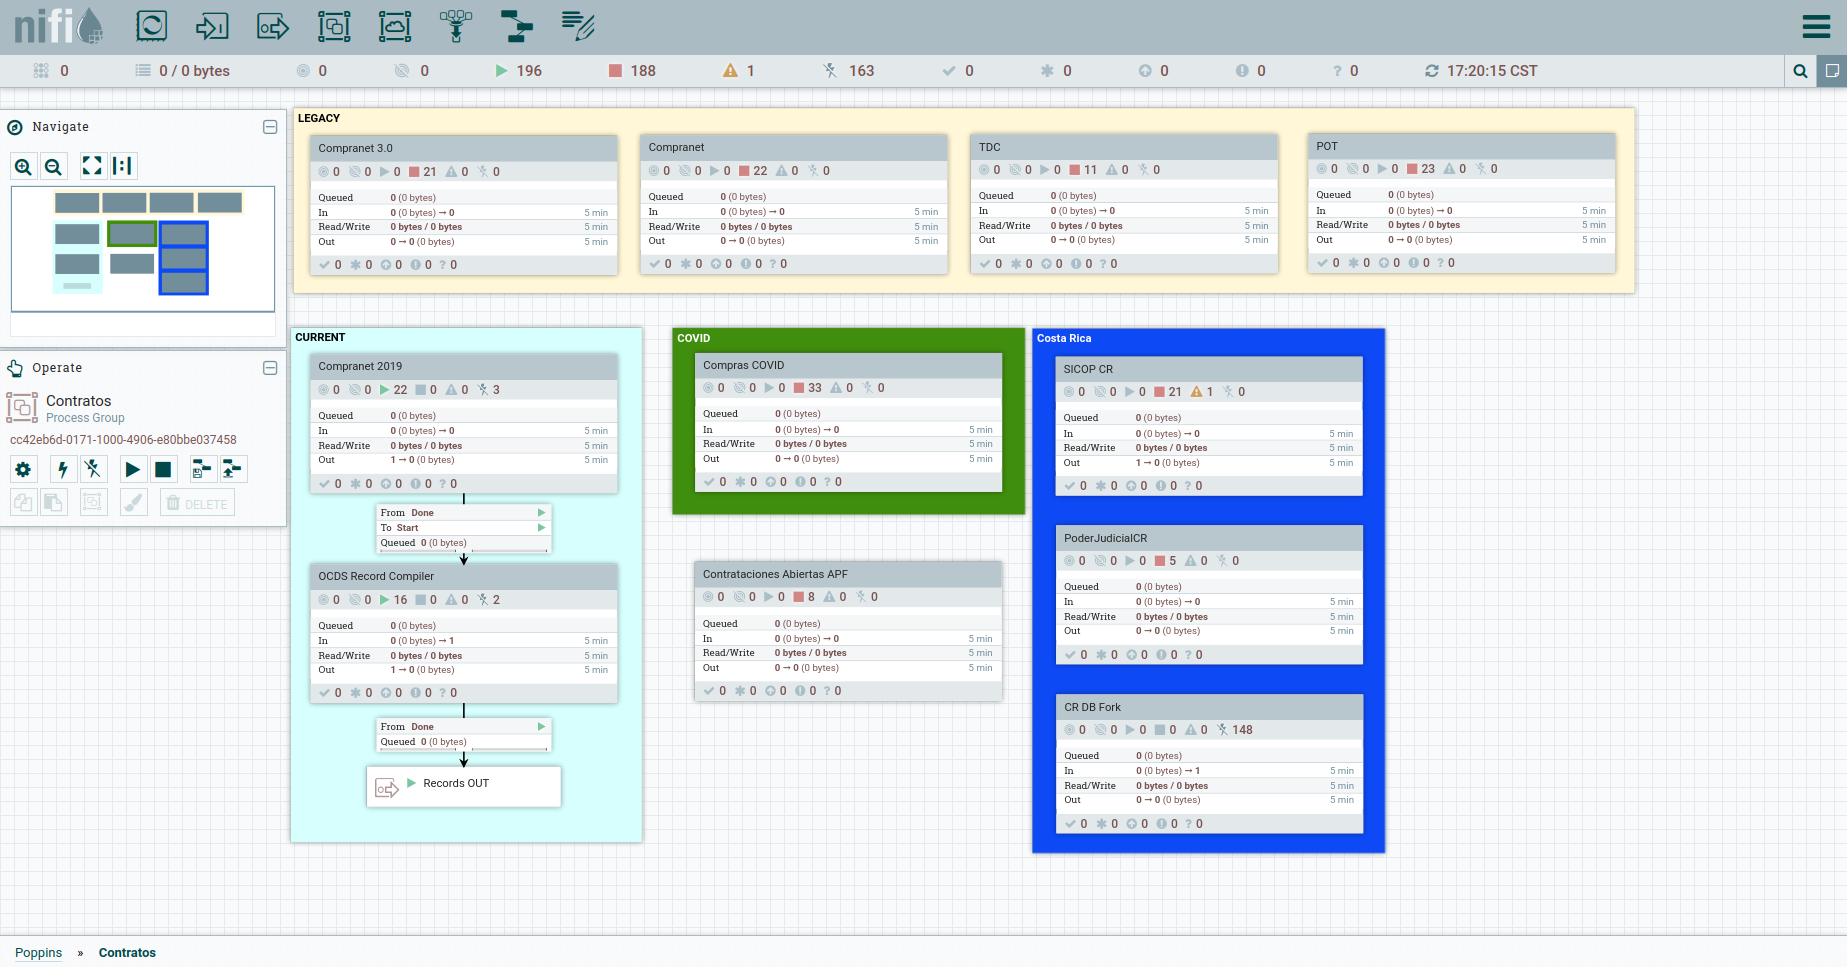 nifi
0 0 / 0 bytes 0 0 196 188 1 163 0 0 0 0 ? 0 17:20:15 CST
Navigate
Operate
Contratos
Process Group
cc42eb6d-0171-1000-4906-e80bbe037458
DELETE
LEGACY
Compranet 3.0
0 0 0 21 0 0
Queued 0 (0 bytes)
In 0 (0 bytes) → 0 5 min
Read/Write 0 bytes / 0 bytes 5 min
Out 0 → 0 (0 bytes) 5 min
0 0 0 0 ? 0
Compranet
0 0 0 22 0 0
Queued 0 (0 bytes)
In 0 (0 bytes) → 0 5 min
Read/Write 0 bytes / 0 bytes 5 min
Out 0 → 0 (0 bytes) 5 min
0 0 0 0 ? 0
TDC
0 0 0 11 0 0
Queued 0 (0 bytes)
In 0 (0 bytes) → 0 5 min
Read/Write 0 bytes / 0 bytes 5 min
Out 0 → 0 (0 bytes) 5 min
0 0 0 0 ? 0
POT
0 0 0 23 0 0
Queued 0 (0 bytes)
In 0 (0 bytes) → 0 5 min
Read/Write 0 bytes / 0 bytes 5 min
Out 0 → 0 (0 bytes) 5 min
0 0 0 0 ? 0
CURRENT
Compranet 2019
0 0 22 0 0 3
Queued 0 (0 bytes)
In 0 (0 bytes) → 0 5 min
Read/Write 0 bytes / 0 bytes 5 min
Out 1 → 0 (0 bytes) 5 min
0 0 0 0 ? 0
From Done
To Start
Queued 0 (0 bytes)
OCDS Record Compiler
0 0 16 0 0 2
Queued 0 (0 bytes)
In 0 (0 bytes) → 1 5 min
Read/Write 0 bytes / 0 bytes 5 min
Out 1 → 0 (0 bytes) 5 min
0 0 0 0 ? 0
From Done
Queued 0 (0 bytes)
Records OUT
COVID
Compras COVID
0 0 0 33 0 0
Queued 0 (0 bytes)
In 0 (0 bytes) → 0 5 min
Read/Write 0 bytes / 0 bytes 5 min
Out 0 → 0 (0 bytes) 5 min
0 0 0 0 ? 0
Contrataciones Abiertas APF
0 0 0 8 0 0
Queued 0 (0 bytes)
In 0 (0 bytes) → 0 5 min
Read/Write 0 bytes / 0 bytes 5 min
Out 0 → 0 (0 bytes) 5 min
0 0 0 0 ? 0
Costa Rica
SICOP CR
0 0 0 21 1 0
Queued 0 (0 bytes)
In 0 (0 bytes) → 0 5 min
Read/Write 0 bytes / 0 bytes 5 min
Out 1 → 0 (0 bytes) 5 min
0 0 0 0 ? 0
PoderJudicialCR
0 0 0 5 0 0
Queued 0 (0 bytes)
In 0 (0 bytes) → 0 5 min
Read/Write 0 bytes / 0 bytes 5 min
Out 0 → 0 (0 bytes) 5 min
0 0 0 0 ? 0
CR DB Fork
0 0 0 0 0 148
Queued 0 (0 bytes)
In 0 (0 bytes) → 1 5 min
Read/Write 0 bytes / 0 bytes 5 min
Out 0 → 0 (0 bytes) 5 min
0 0 0 0 ? 0
Poppins » Contratos